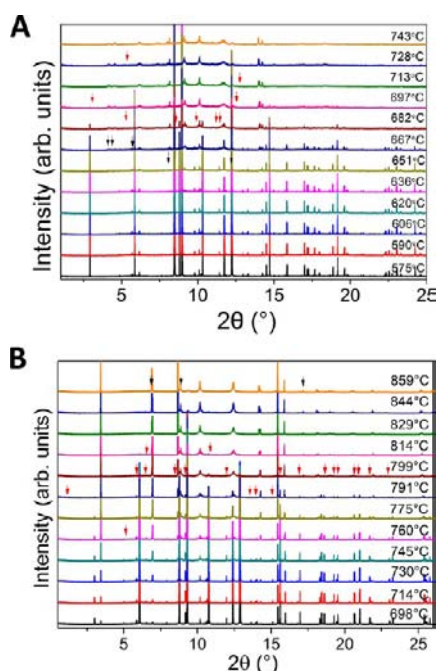 A
Intensity (arb. units)
743°C
728°C
713°C
697°C
682°C
667°C
651°C
636°C
620°C
606°C
590°C
575°C
5 10 15 20 25
2θ (°)
B
Intensity (arb. units)
859°C
844°C
829°C
814°C
799°C
791°C
775°C
760°C
745°C
730°C
714°C
698°C
5 10 15 20 25
2θ (°)